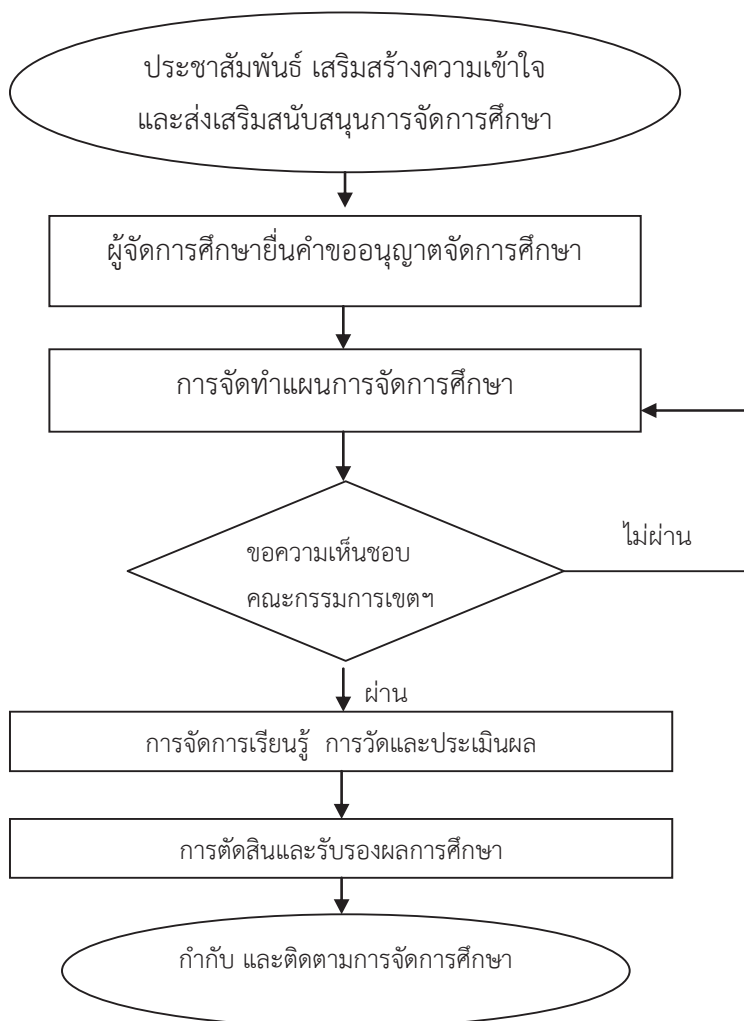 ประชาสัมพันธ์ เสริมสร้างความเข้าใจ
และส่งเสริมสนับสนุนการจัดการศึกษา
ผู้จัดการศึกษายื่นคำขออนุญาตจัดการศึกษา
การจัดทำแผนการจัดการศึกษา
ขอความเห็นชอบ
คณะกรรมการเขตฯ
ไม่ผ่าน
ผ่าน
การจัดการเรียนรู้ การวัดและประเมินผล
การตัดสินและรับรองผลการศึกษา
กำกับ และติดตามการจัดการศึกษา